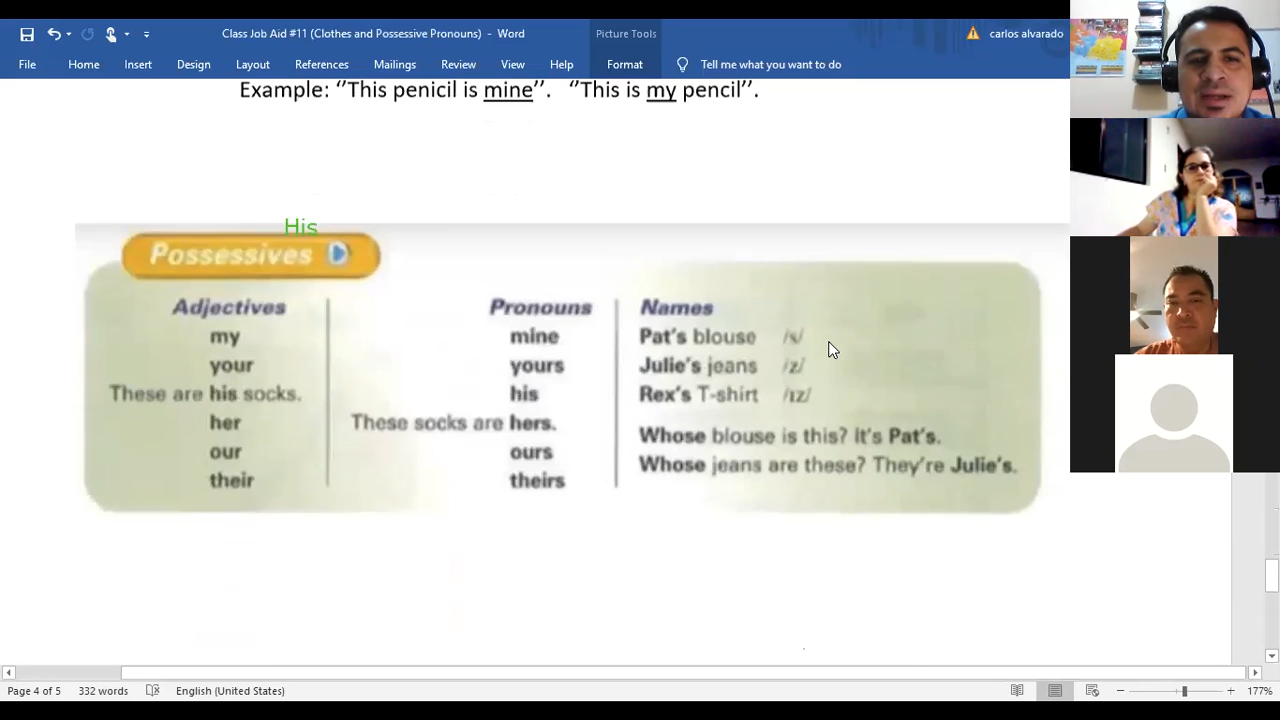 Class Job Aid #11 (Clothes and Possessive Pronouns) - Word
Picture Tools
carlos alvarado
File Home Insert Design Layout References Mailings Review View Help Format Tell me what you want to do
Example: ‘’This penicil is mine’’. ‘’This is my pencil’’.
His
Possessives
Adjectives Pronouns Names
my mine Pat's blouse /s/
your yours Julie's jeans /z/
These are his socks. his Rex's T-shirt /ɪz/
her These socks are hers.
Whose blouse is this? It's Pat's.
our ours
Whose jeans are these? They're Julie's.
their theirs
Page 4 of 5 332 words English (United States) 177%